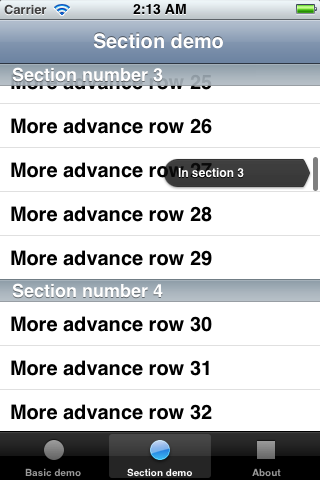 Carrier 2:13 AM
Section demo
Section number 3
More advance row 25
More advance row 26
More advance row 27
In section 3
More advance row 28
More advance row 29
Section number 4
More advance row 30
More advance row 31
More advance row 32
Basic demo Section demo About